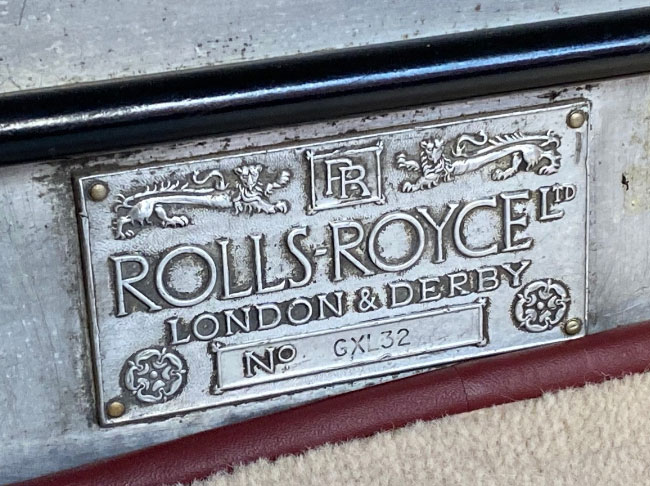 RR
ROLLS-ROYCE LTD
LONDON & DERBY
No GXL32